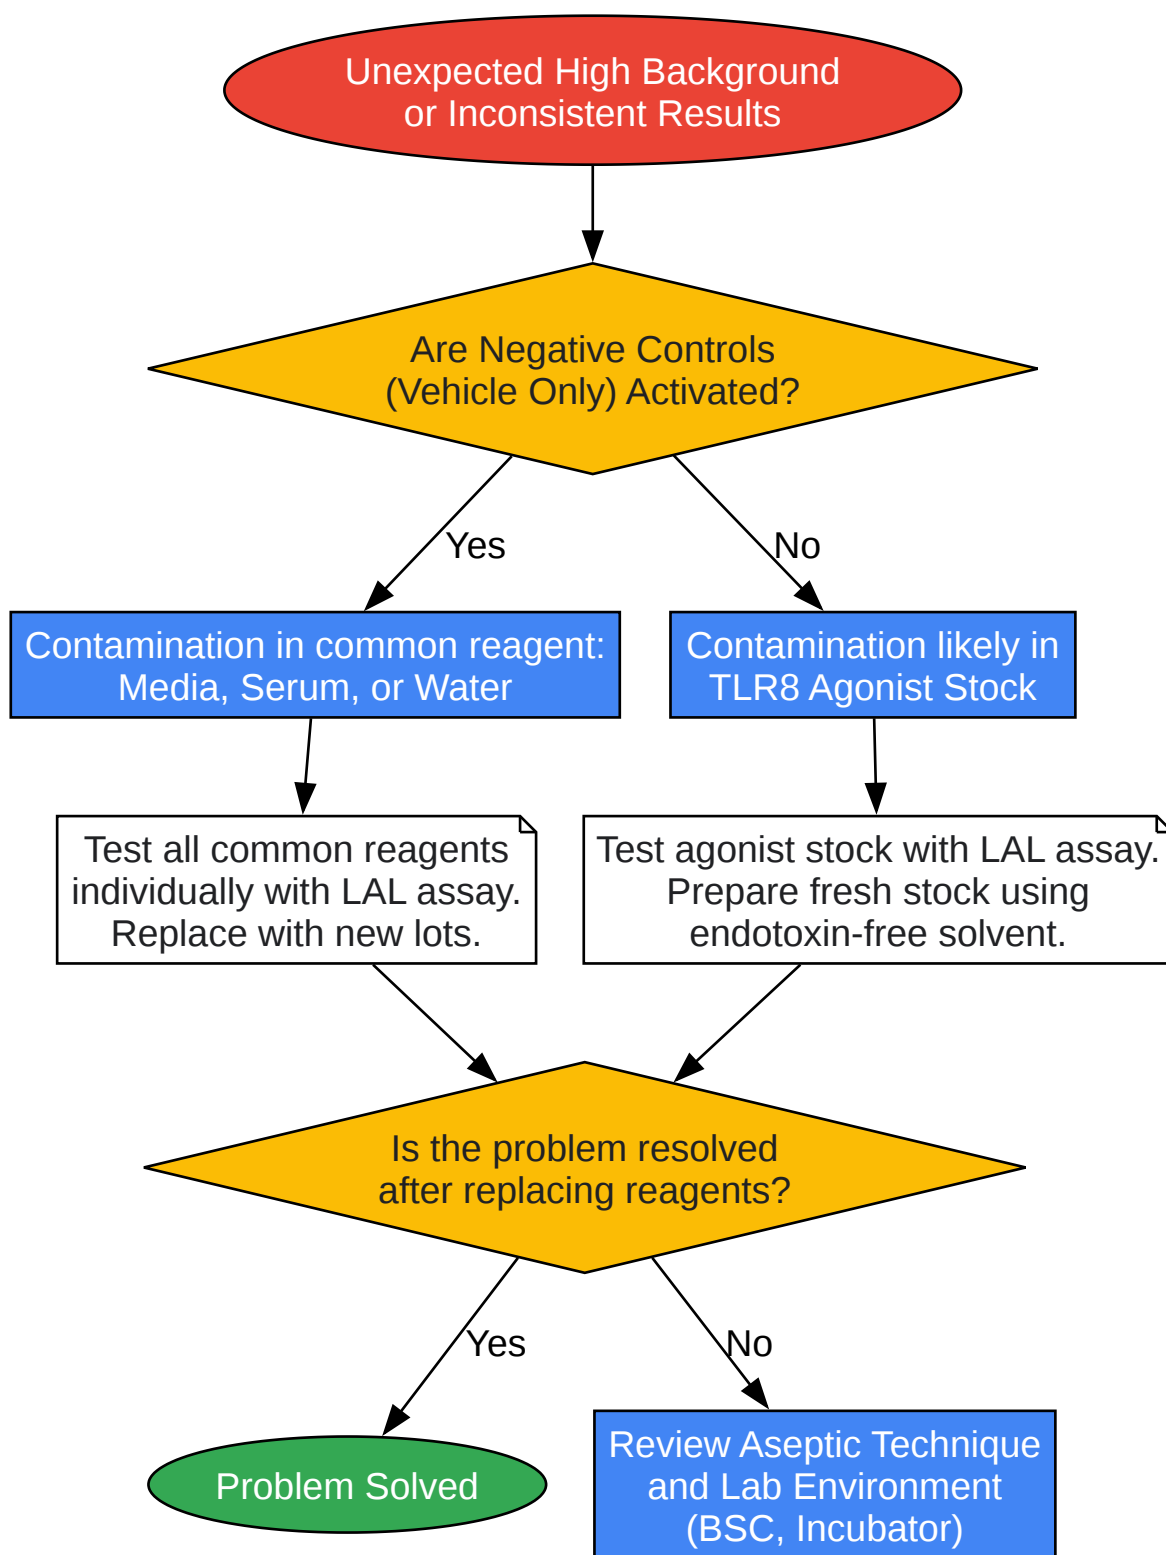 Unexpected High Background
or Inconsistent Results
Are Negative Controls
(Vehicle Only) Activated?
Yes
No
Contamination in common reagent:
Media, Serum, or Water
Contamination likely in
TLR8 Agonist Stock
Test all common reagents
individually with LAL assay.
Replace with new lots.
Test agonist stock with LAL assay.
Prepare fresh stock using
endotoxin-free solvent.
Is the problem resolved
after replacing reagents?
Yes
No
Problem Solved
Review Aseptic Technique
and Lab Environment
(BSC, Incubator)